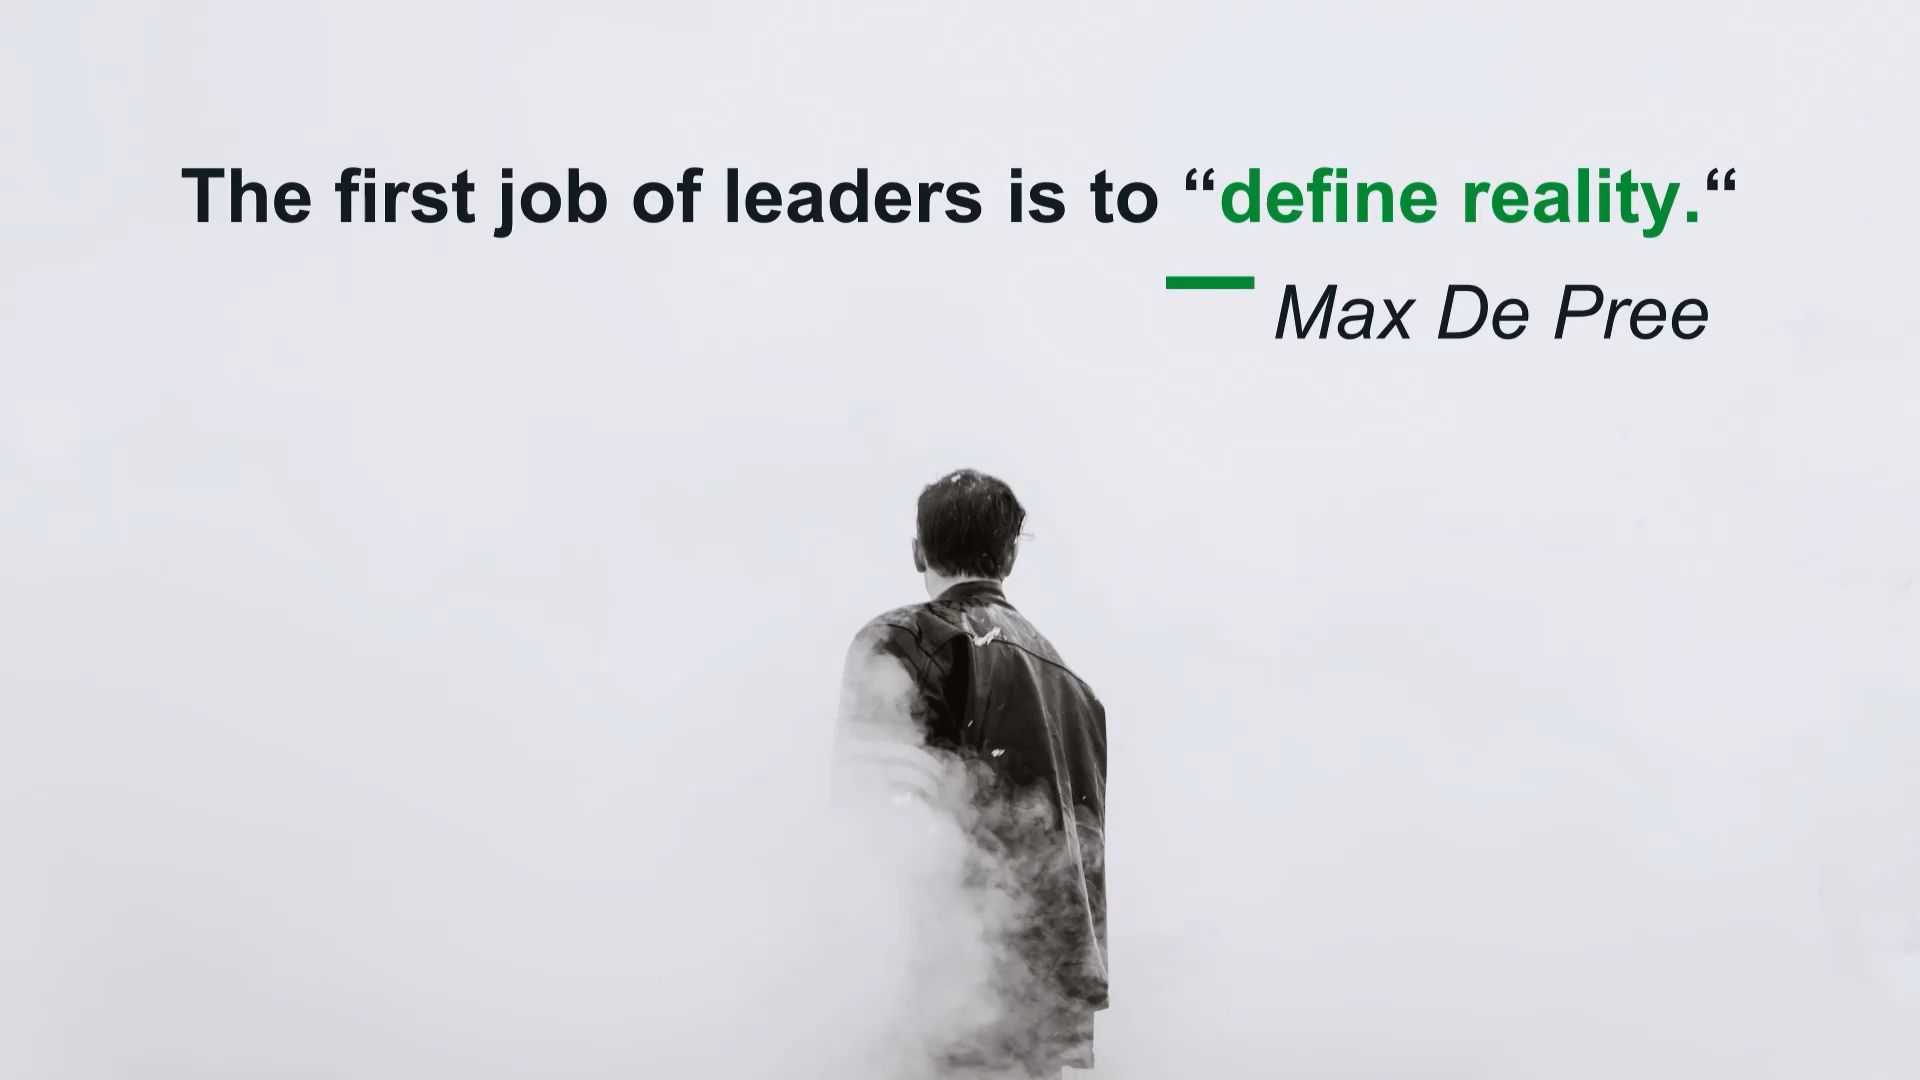 The first job of leaders is to “define reality.“
— Max De Pree